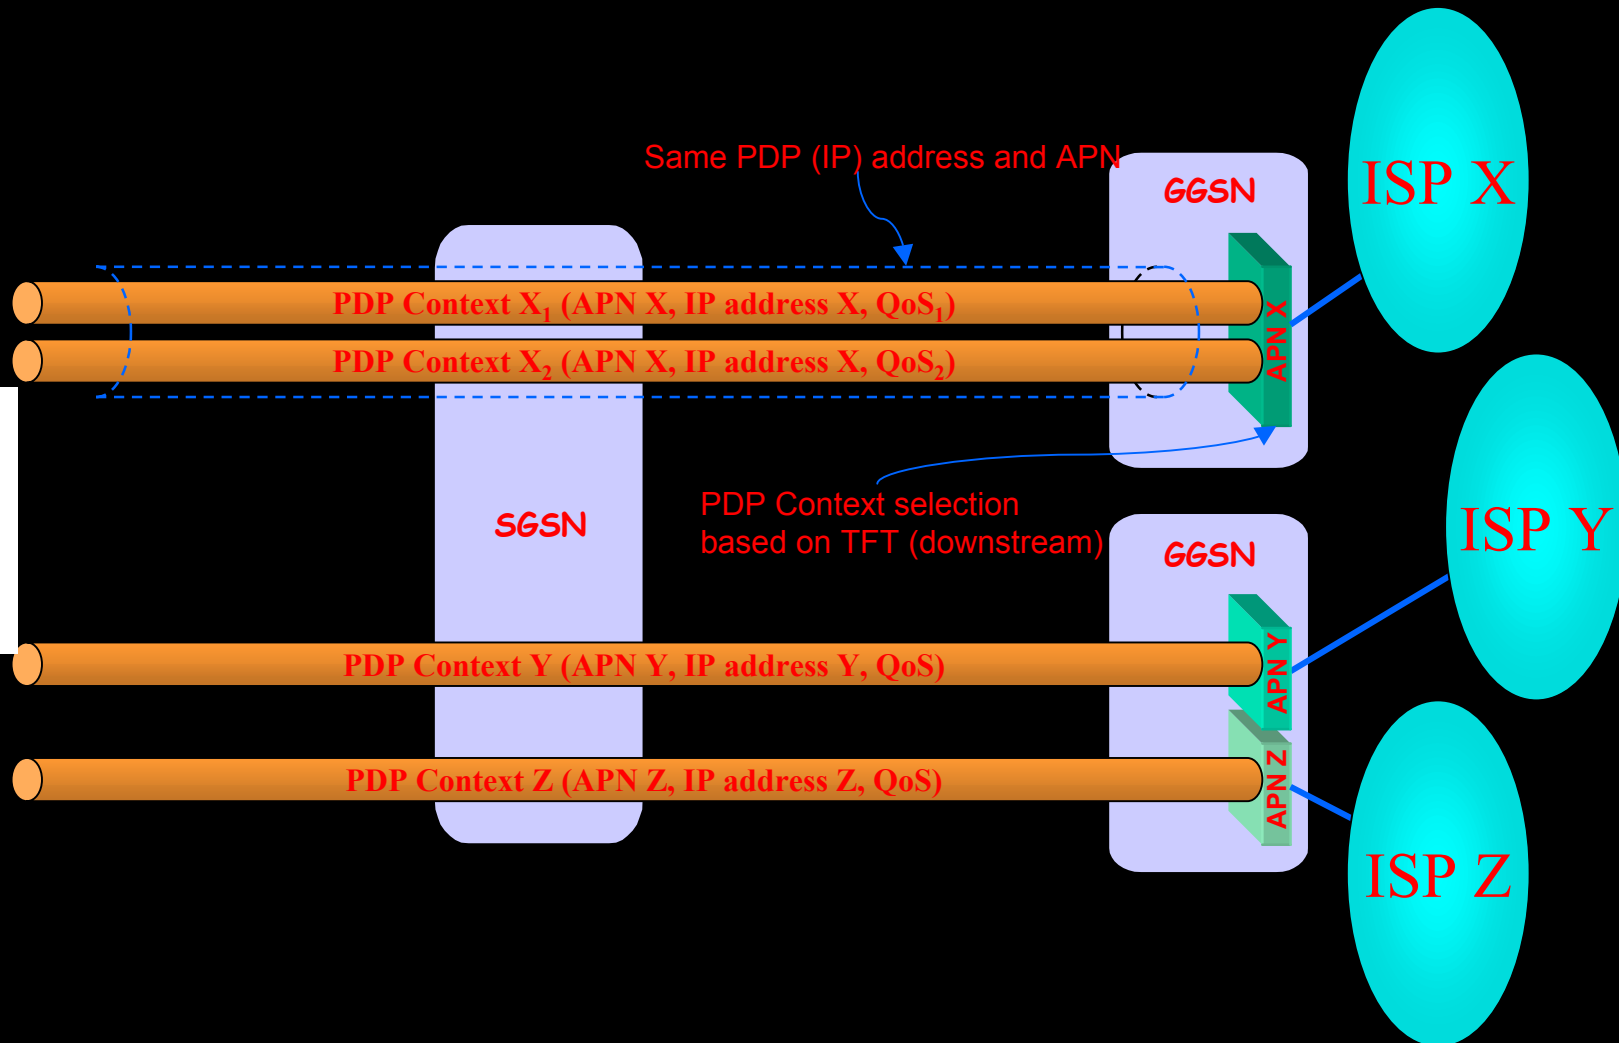 Same PDP (IP) address and APN
GGSN
ISP X
PDP Context X1 (APN X, IP address X, QoS1)
PDP Context X2 (APN X, IP address X, QoS2)
APN X
SGSN
PDP Context selection
based on TFT (downstream)
GGSN
ISP Y
PDP Context Y (APN Y, IP address Y, QoS)
APN Y
PDP Context Z (APN Z, IP address Z, QoS)
APN Z
ISP Z